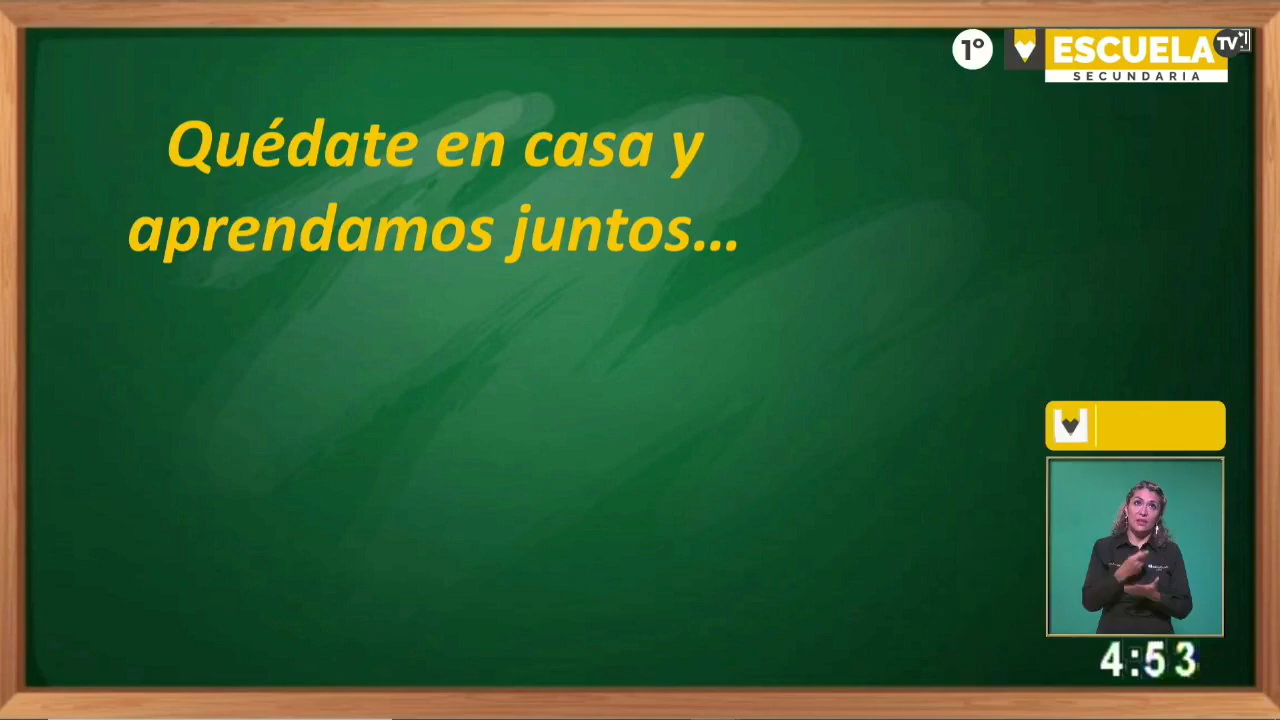 1°
ESCUELA
TV
SECUNDARIA
Quédate en casa y
aprendamos juntos...
4:53